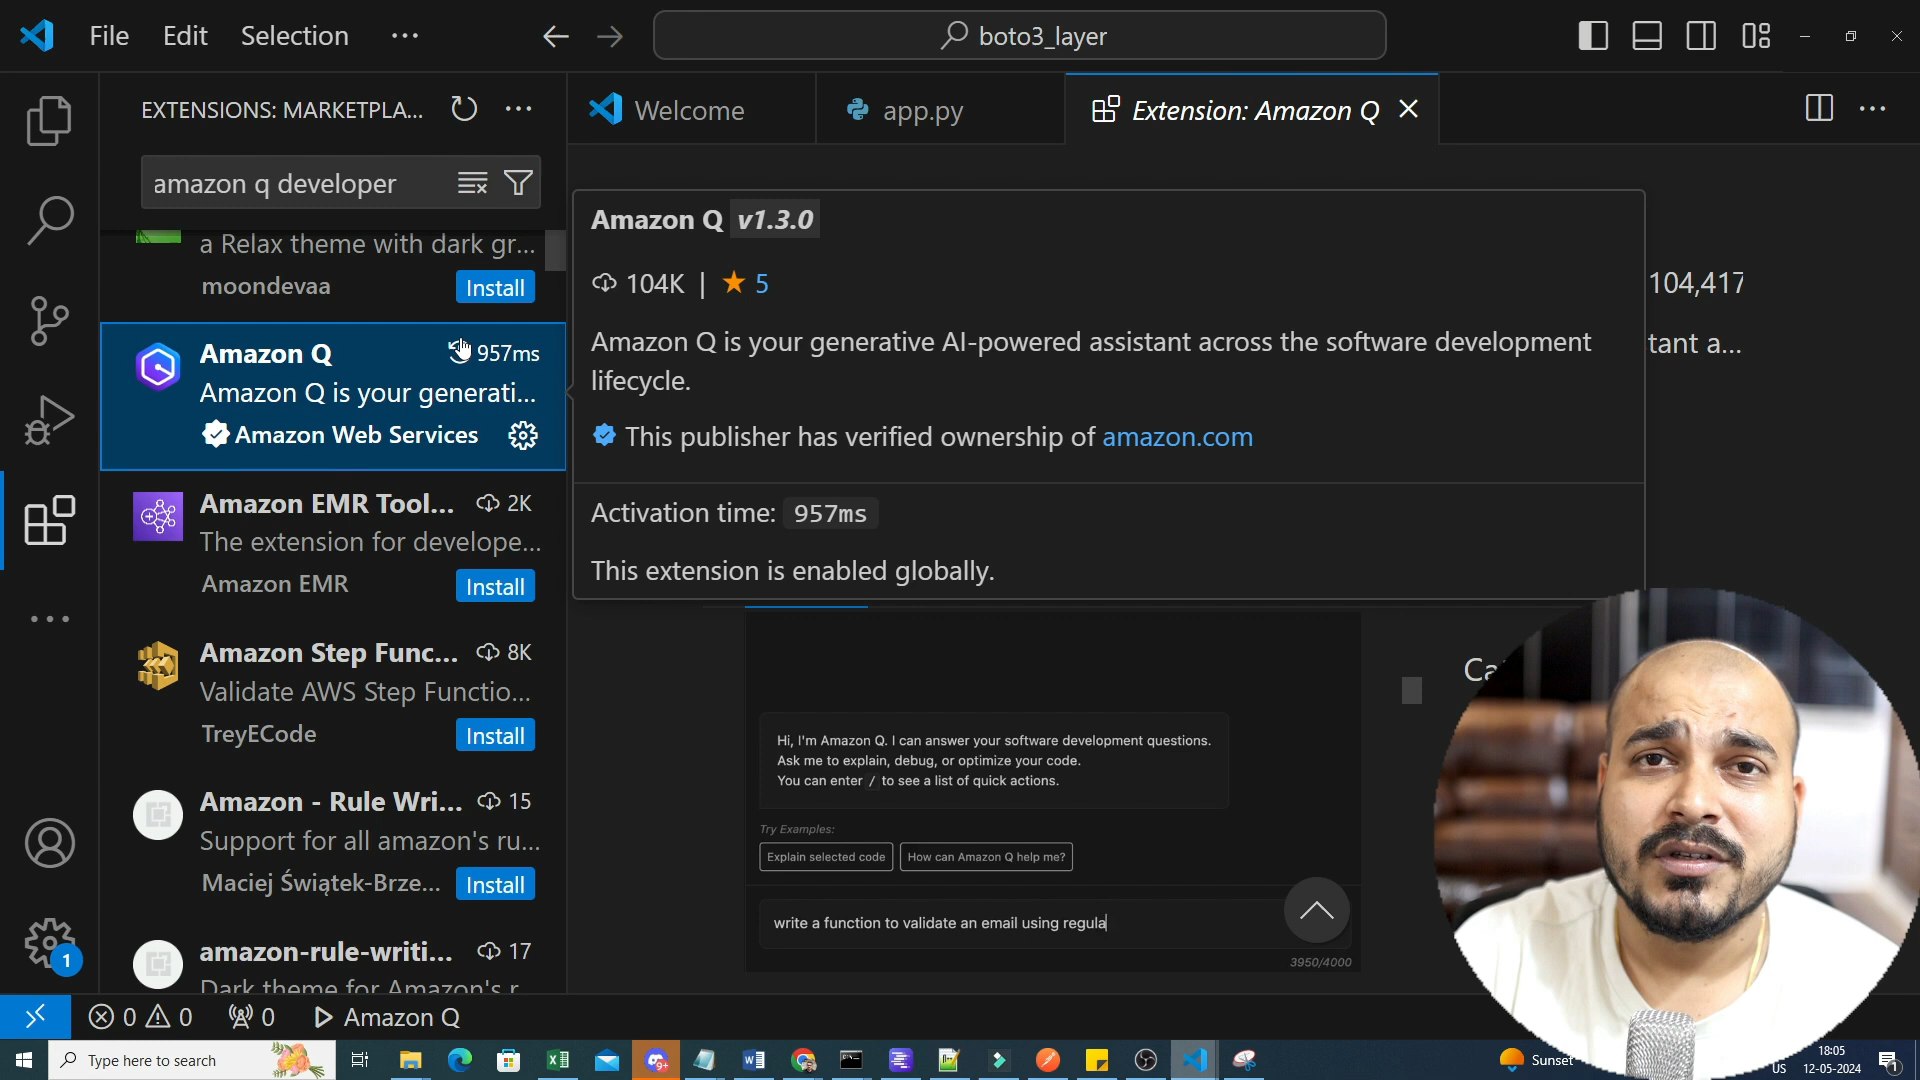 File Edit Selection ···
boto3_layer
EXTENSIONS: MARKETPLA... ···
Welcome
app.py
Extension: Amazon Q
amazon q developer
a Relax theme with dark gr...
moondevaa
Install
Amazon Q 957ms
Amazon Q is your generati...
Amazon Web Services
Amazon EMR Tool... 2K
The extension for develope...
Amazon EMR
Install
Amazon Step Func... 8K
Validate AWS Step Functio...
TreyECode
Install
Amazon - Rule Wri... 15
Support for all amazon's ru...
Maciej Świątek-Brze...
Install
amazon-rule-writi... 17
Dark theme for Amazon's r
Amazon Q v1.3.0
104K | ★ 5
Amazon Q is your generative AI-powered assistant across the software development
lifecycle.
This publisher has verified ownership of amazon.com
Activation time: 957ms
This extension is enabled globally.
104,417
tant a...
Hi, I'm Amazon Q. I can answer your software development questions.
Ask me to explain, debug, or optimize your code.
You can enter / to see a list of quick actions.
Try Examples:
Explain selected code
How can Amazon Q help me?
write a function to validate an email using regula
3950/4000
1
0 0 0 Amazon Q
Type here to search
9+
Sunset
US
18:05
12-05-2024
1